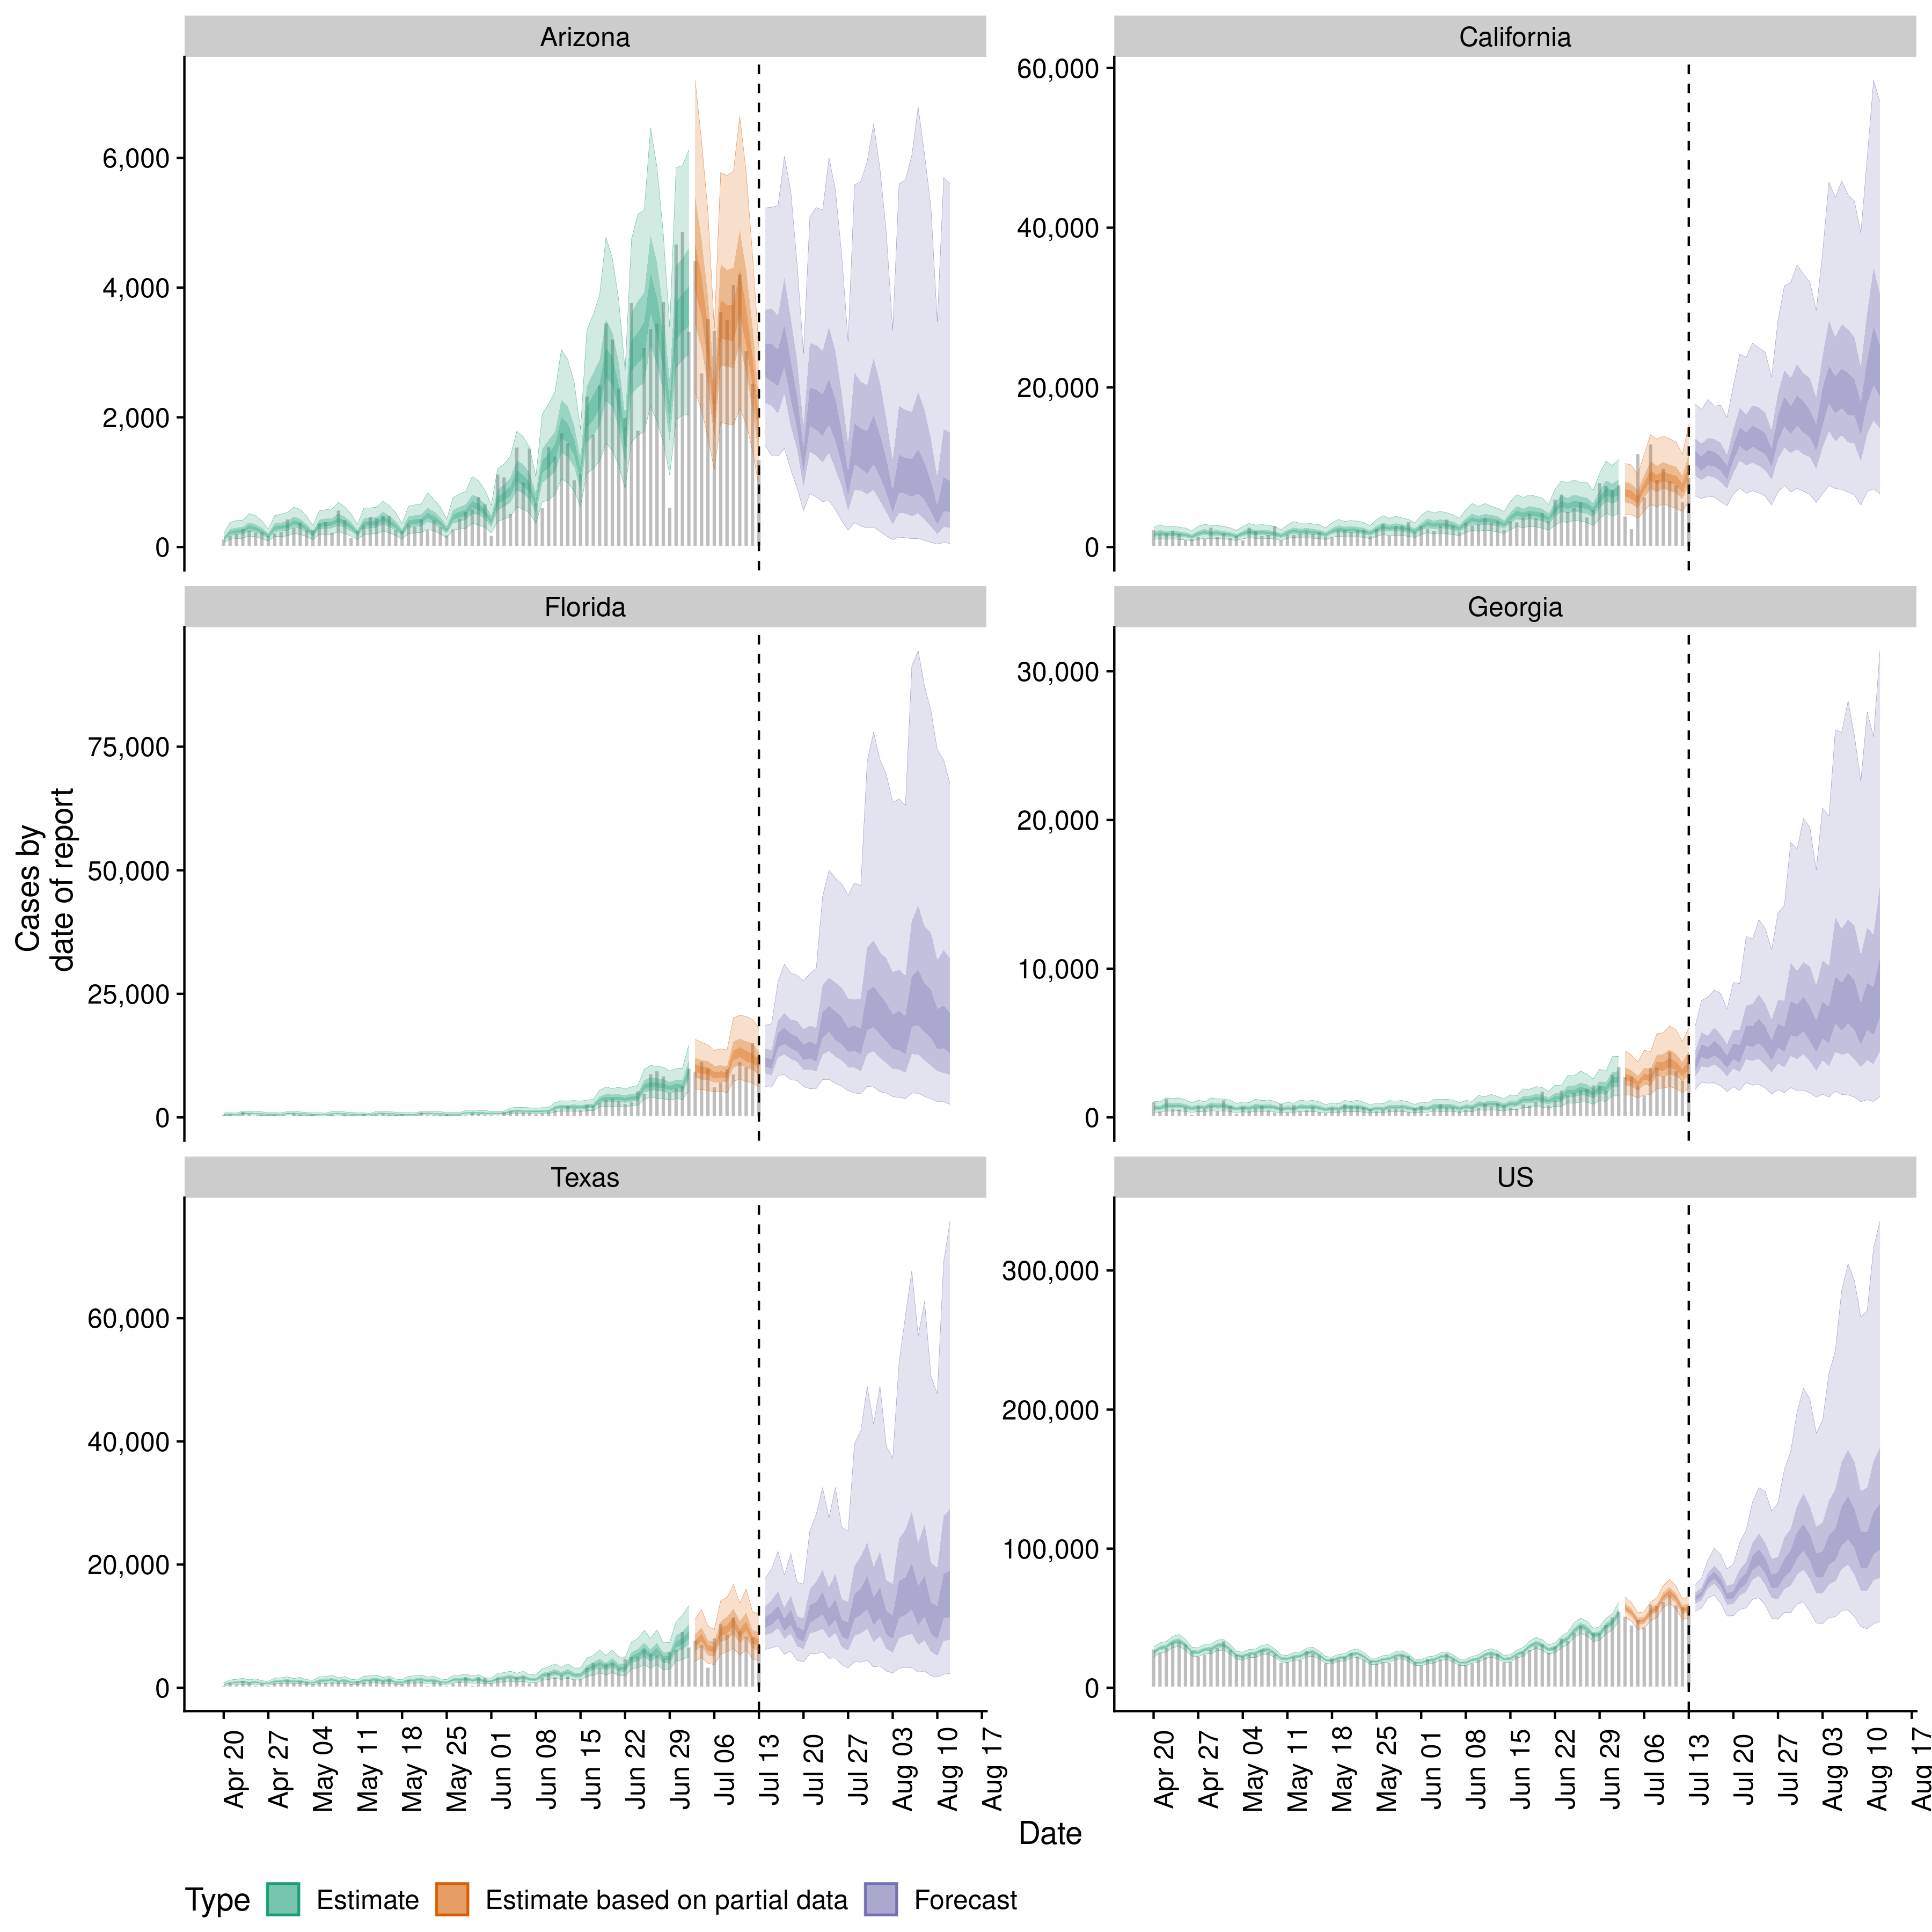 Arizona
California
6,000
4,000
2,000
0
60,000
40,000
20,000
0
Florida
Georgia
75,000
50,000
25,000
0
30,000
20,000
10,000
0
Cases by
date of report
Texas
US
60,000
40,000
20,000
0
300,000
200,000
100,000
0
Apr 20
Apr 27
May 04
May 11
May 18
May 25
Jun 01
Jun 08
Jun 15
Jun 22
Jun 29
Jul 06
Jul 13
Jul 20
Jul 27
Aug 03
Aug 10
Aug 17
Apr 20
Apr 27
May 04
May 11
May 18
May 25
Jun 01
Jun 08
Jun 15
Jun 22
Jun 29
Jul 06
Jul 13
Jul 20
Jul 27
Aug 03
Aug 10
Aug 17
Date
Type Estimate Estimate based on partial data Forecast